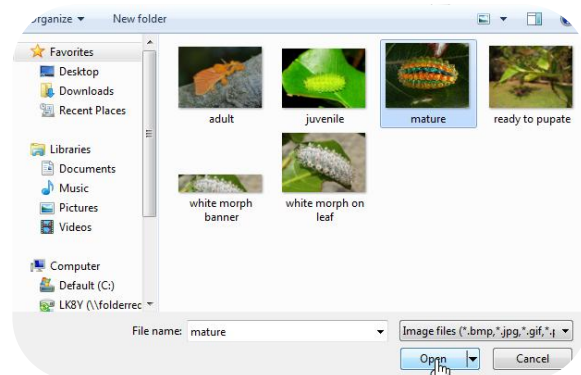 New folder
Favorites
Desktop
Downloads
Recent Places
Libraries
Documents
Music
Pictures
Videos
Computer
Default (C:)
LK8Y (\\folderrec
adult
juvenile
mature
ready to pupate
white morph
banner
white morph on
leaf
File name: mature
Image files (*.bmp,*.jpg,*.gif,*.p
Open
Cancel